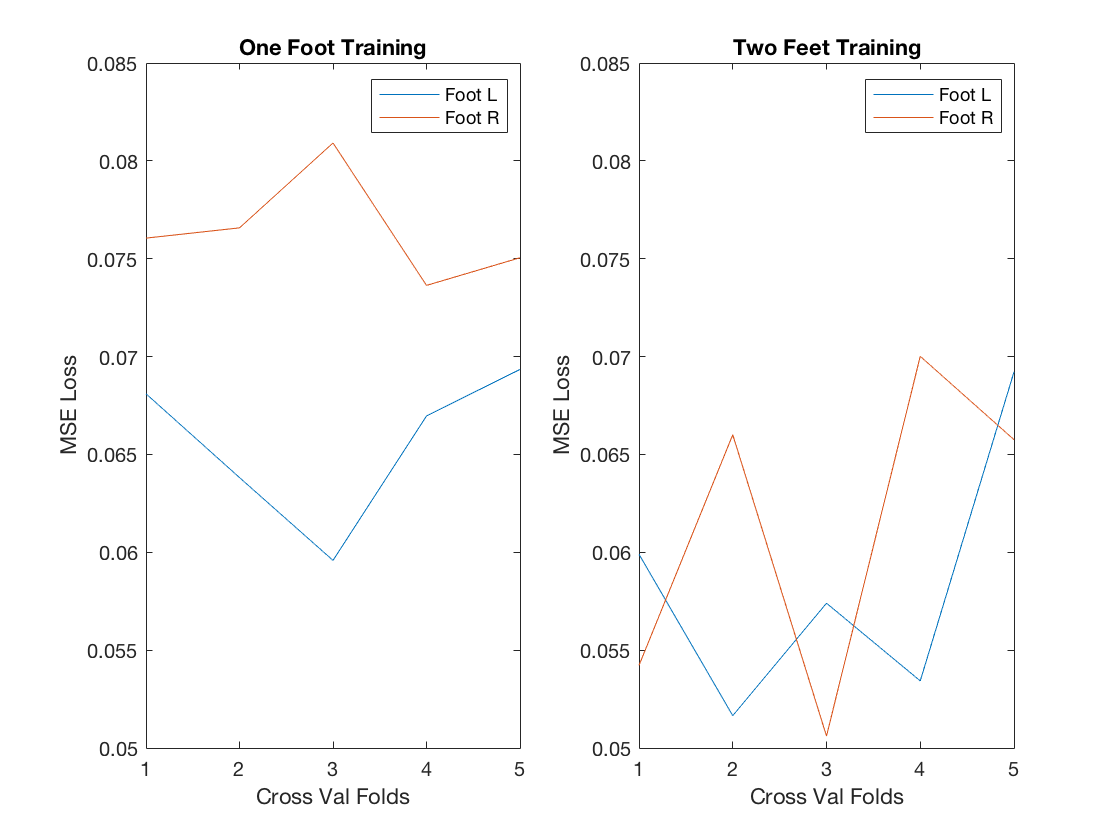 One Foot Training
0.085
0.08
0.075
0.07
0.065
0.06
0.055
0.05
MSE Loss
1 2 3 4 5
Cross Val Folds
Foot L
Foot R
Two Feet Training
0.085
0.08
0.075
0.07
0.065
0.06
0.055
0.05
MSE Loss
1 2 3 4 5
Cross Val Folds
Foot L
Foot R